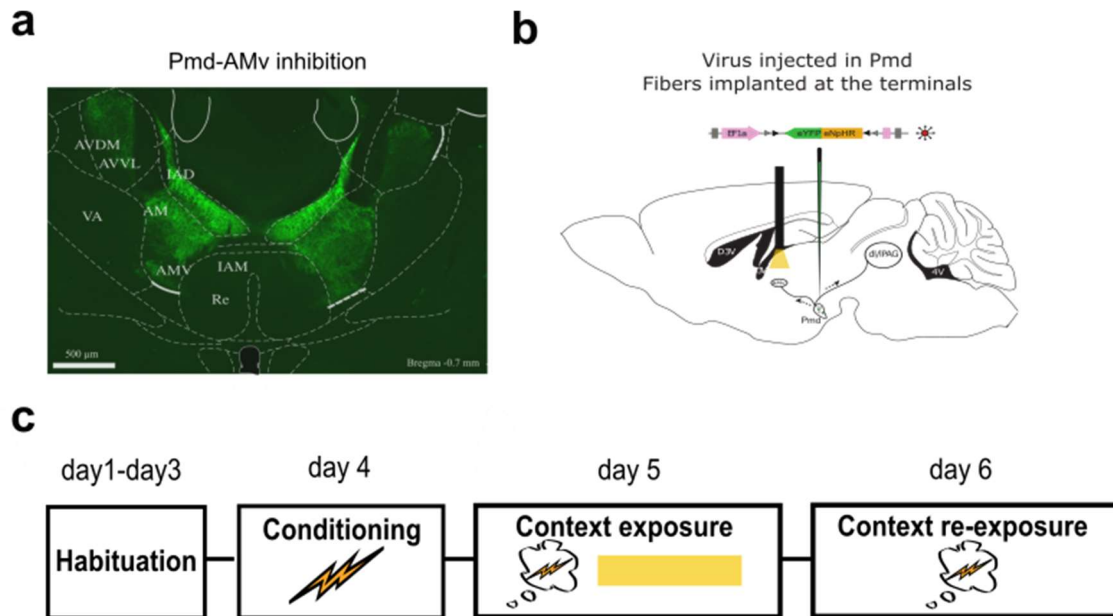 a
Pmd-AMv inhibition
AVDM
AVVL
IAD
VA
AM
AMV
IAM
Re
500 μm
Bregma -0.7 mm
b
Virus injected in Pmd
Fibers implanted at the terminals
EF1a
eYFP eNpHR
D3V
dl/lPAG
4V
Pmd
c
day1-day3
day 4
day 5
day 6
Habituation
Conditioning
Context exposure
Context re-exposure